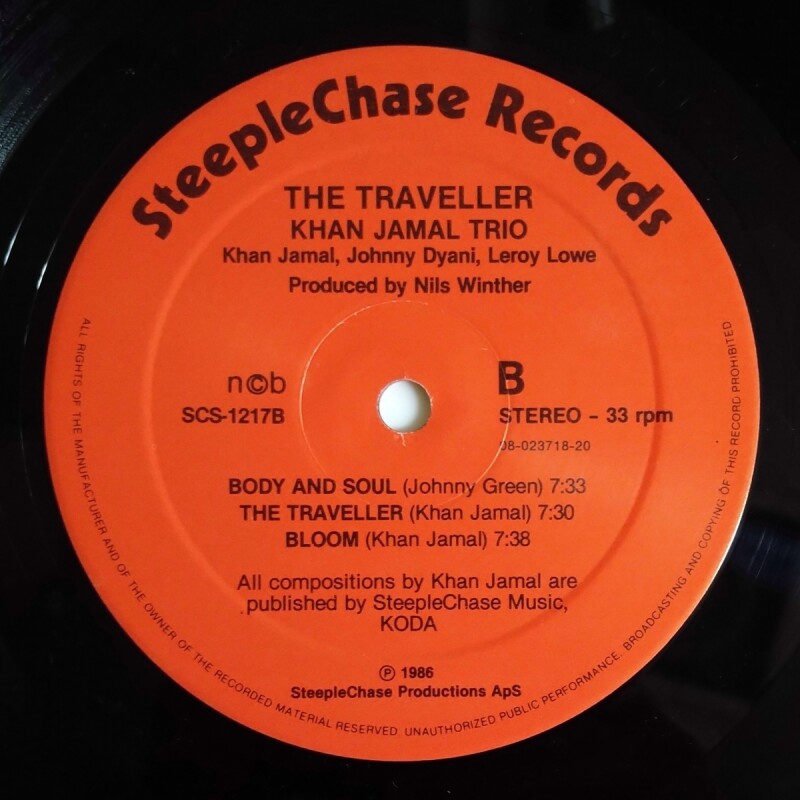 SteepleChase Records
THE TRAVELLER
KHAN JAMAL TRIO
Khan Jamal, Johnny Dyani, Leroy Lowe
Produced by Nils Winther
n©b
B
SCS-1217B
STEREO - 33 rpm
08-023718-20
BODY AND SOUL (Johnny Green) 7:33
THE TRAVELLER (Khan Jamal) 7:30
BLOOM (Khan Jamal) 7:38
All compositions by Khan Jamal are
published by SteepleChase Music,
KODA
℗ 1986
SteepleChase Productions ApS
ALL RIGHTS OF THE MANUFACTURER AND OF THE OWNER OF THE RECORDED MATERIAL RESERVED. UNAUTHORIZED PUBLIC PERFORMANCE. BROADCASTING AND COPYING OF THIS RECORD PROHIBITED